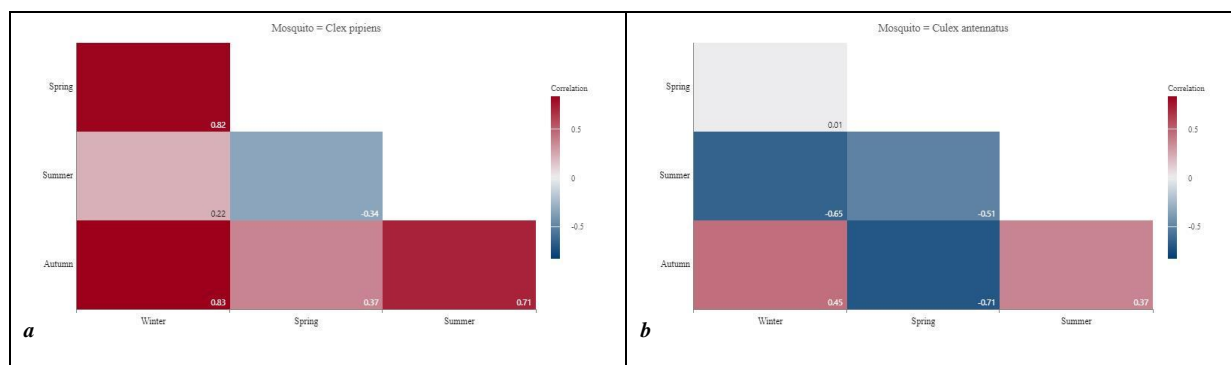 Mosquito = Clex pipiens
Spring
Summer
Autumn
0.82
0.22
-0.34
0.83
0.37
0.71
Winter
Spring
Summer
Correlation
0.5
0
-0.5
a
Mosquito = Culex antennatus
Spring
Summer
Autumn
0.01
-0.65
-0.51
0.45
-0.71
0.37
Winter
Spring
Summer
Correlation
0.5
0
-0.5
b